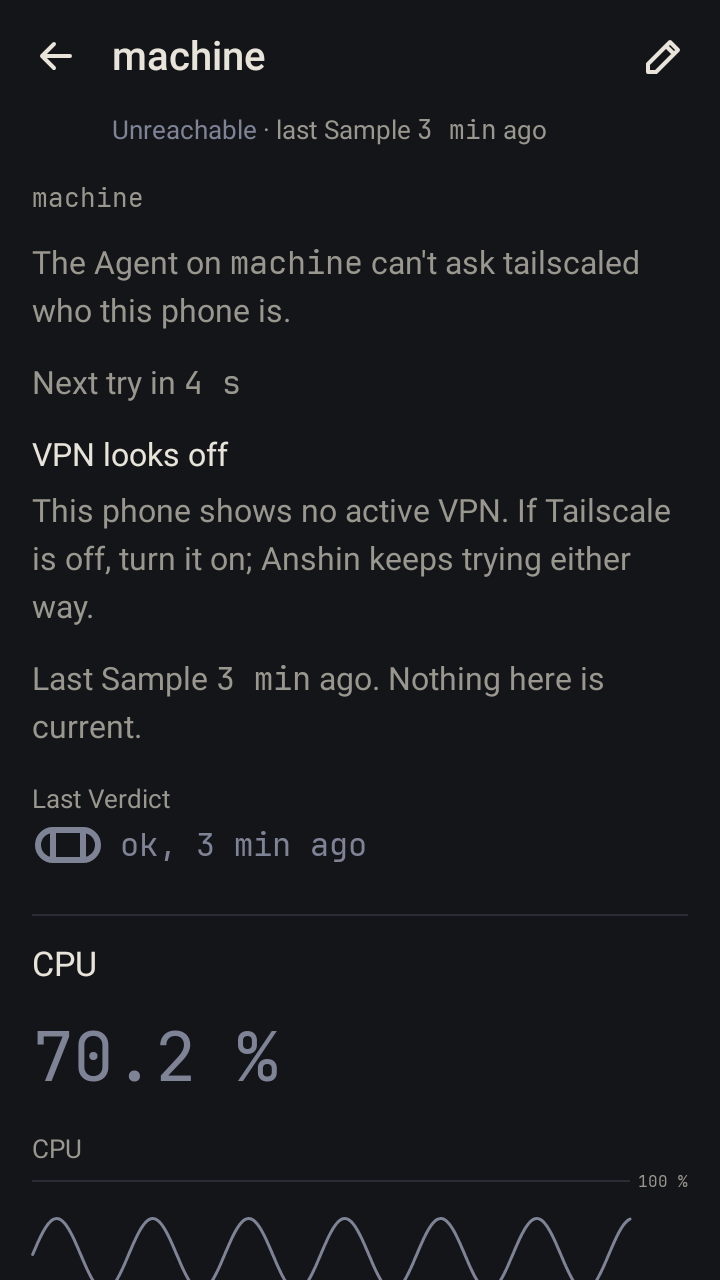 machine
Unreachable · last Sample 3 min ago
machine
The Agent on machine can't ask tailscaled
who this phone is.
Next try in 4 s
VPN looks off
This phone shows no active VPN. If Tailscale
is off, turn it on; Anshin keeps trying either
way.
Last Sample 3 min ago. Nothing here is
current.
Last Verdict
ok, 3 min ago
CPU
70.2 %
CPU
100 %